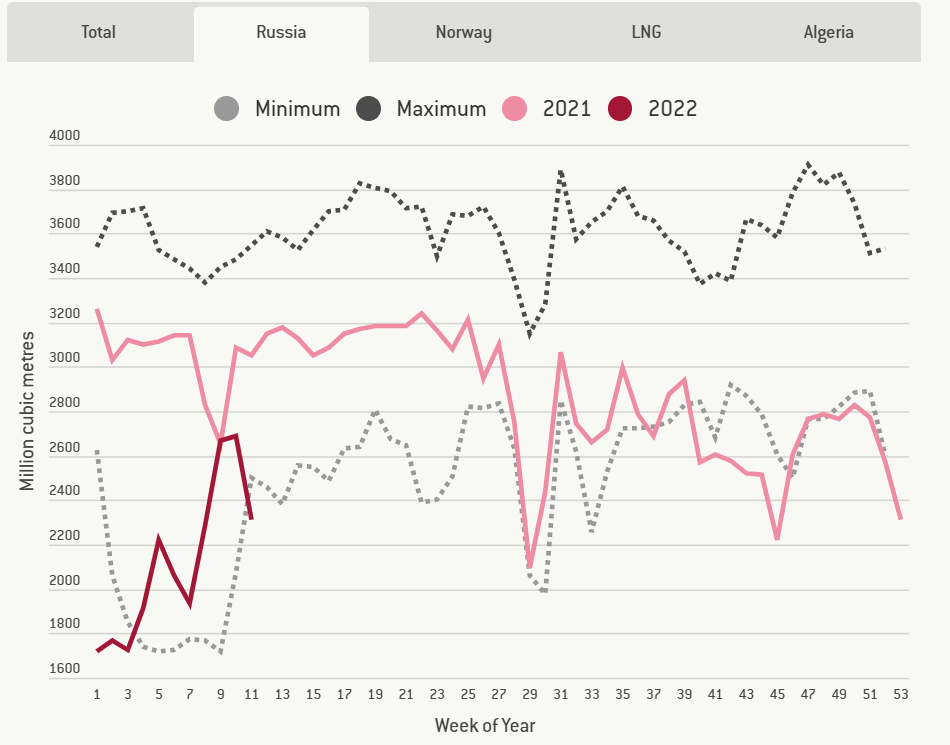 Total Russia Norway LNG Algeria
Minimum Maximum 2021 2022
4000
3800
3600
3400
3200
3000
2800
2600
2400
2200
2000
1800
1600
Million cubic metres
1 3 5 7 9 11 13 15 17 19 21 23 25 27 29 31 33 35 37 39 41 43 45 47 49 51 53
Week of Year